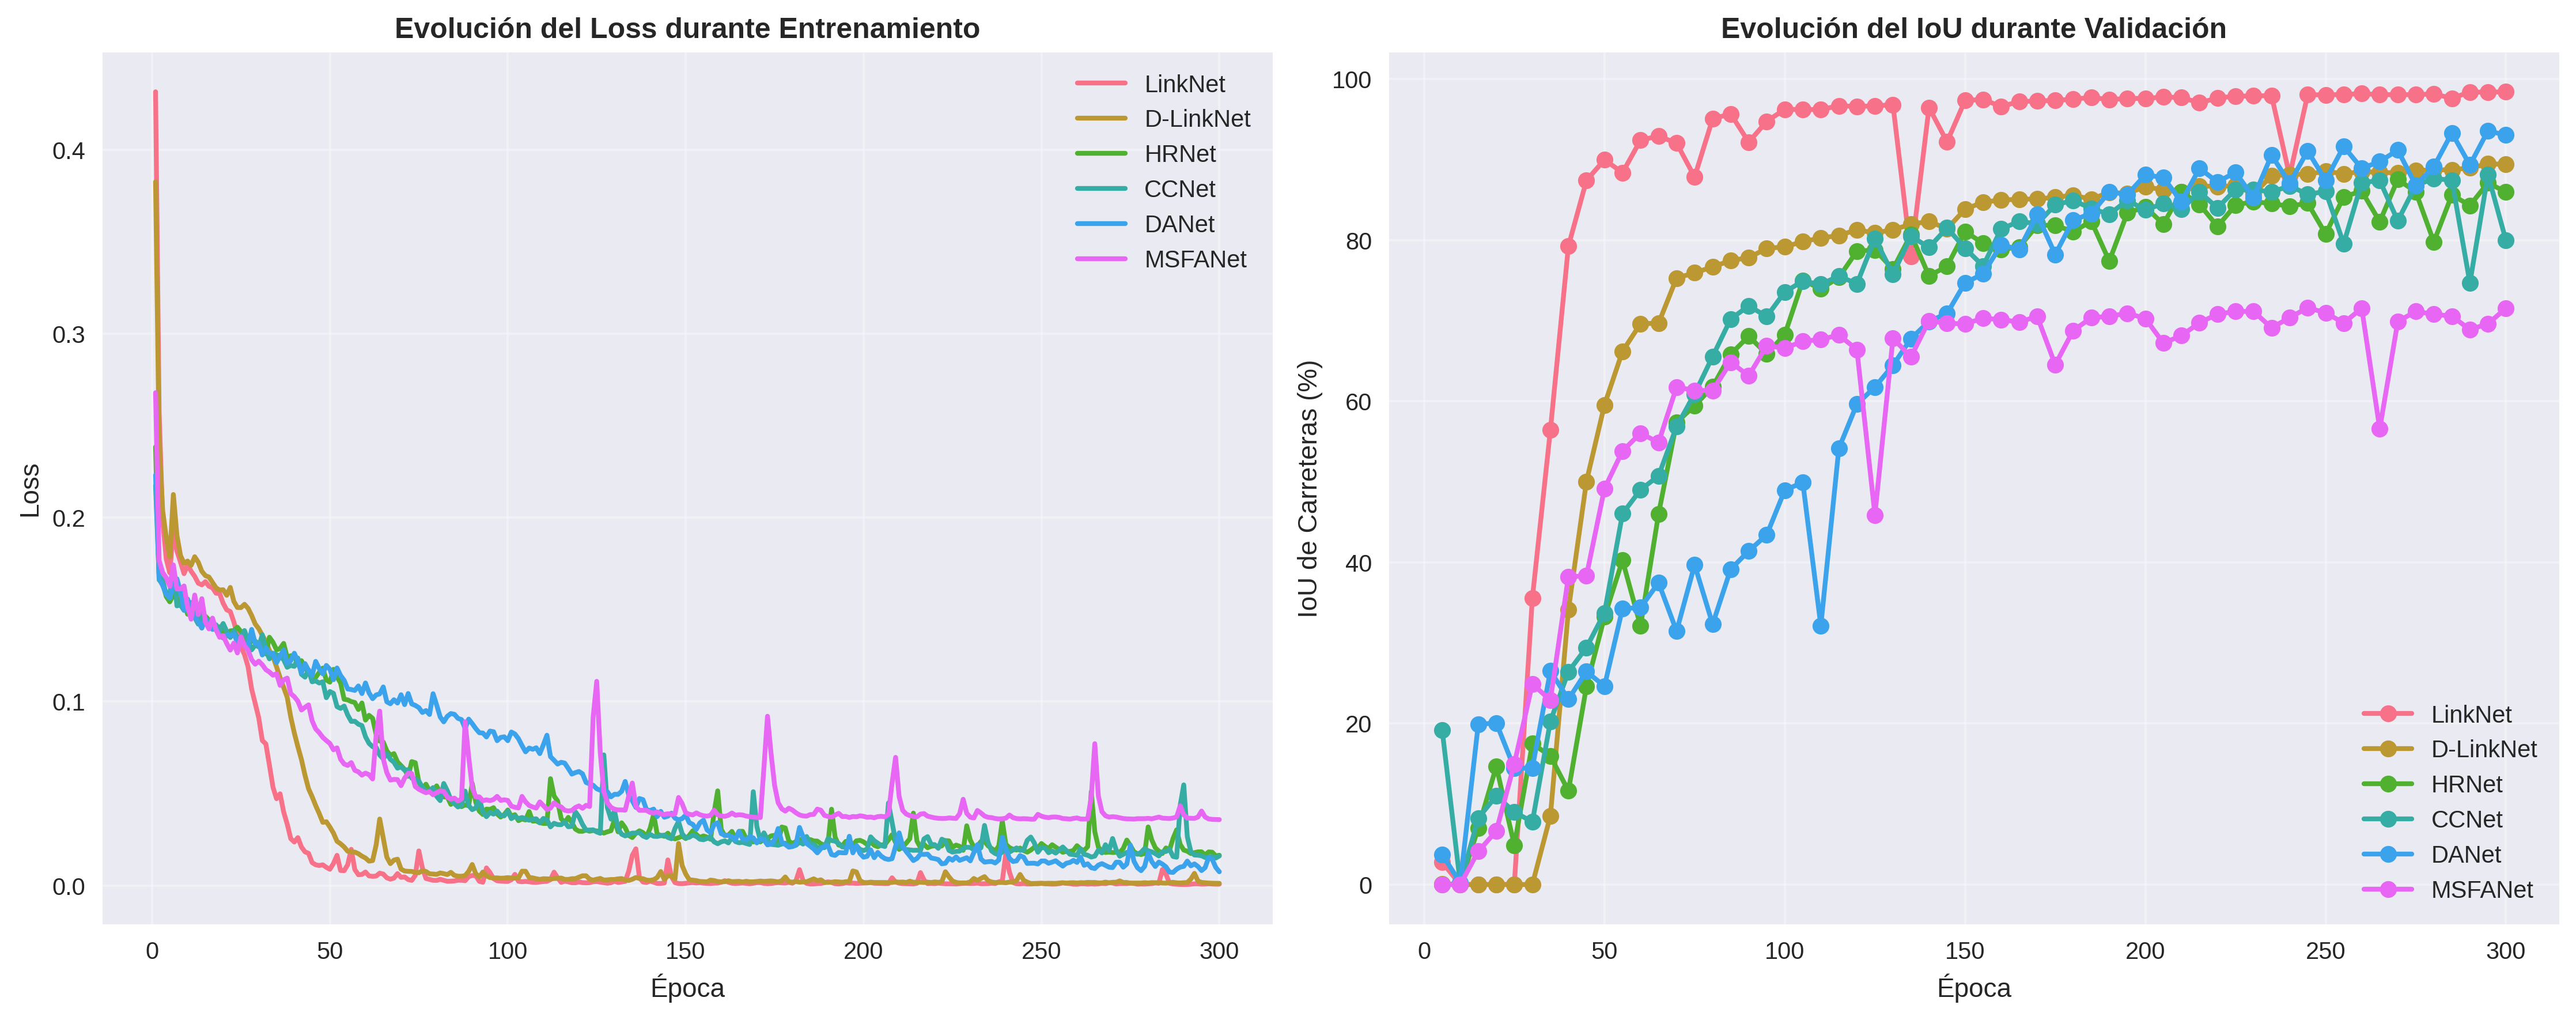 Evolución del Loss durante Entrenamiento
LinkNet
D-LinkNet
HRNet
CCNet
DANet
MSFANet
0.4
0.3
0.2
0.1
0.0
Loss
0 50 100 150 200 250 300
Época
Evolución del IoU durante Validación
100
80
60
40
20
0
IoU de Carreteras (%)
LinkNet
D-LinkNet
HRNet
CCNet
DANet
MSFANet
0 50 100 150 200 250 300
Época